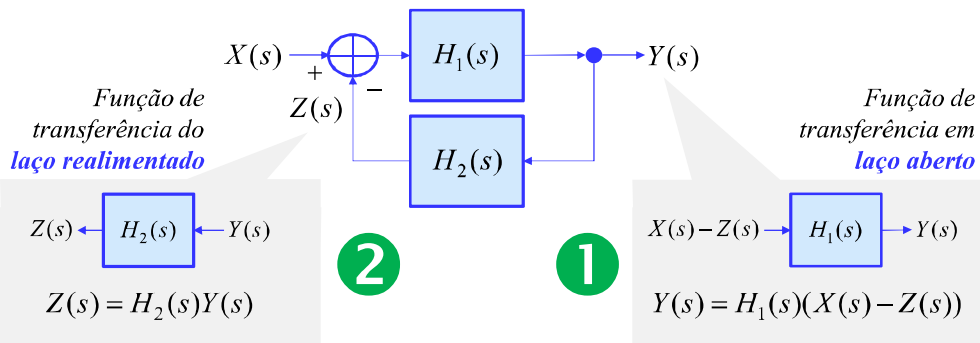 X(s)
+
−
Z(s)
H₁(s)
Y(s)
H₂(s)
Função de
transferência do
laço realimentado
Z(s)
H₂(s)
Y(s)
Z(s) = H₂(s)Y(s)
2
1
Função de
transferência em
laço aberto
X(s) − Z(s)
H₁(s)
Y(s)
Y(s) = H₁(s)(X(s) − Z(s))